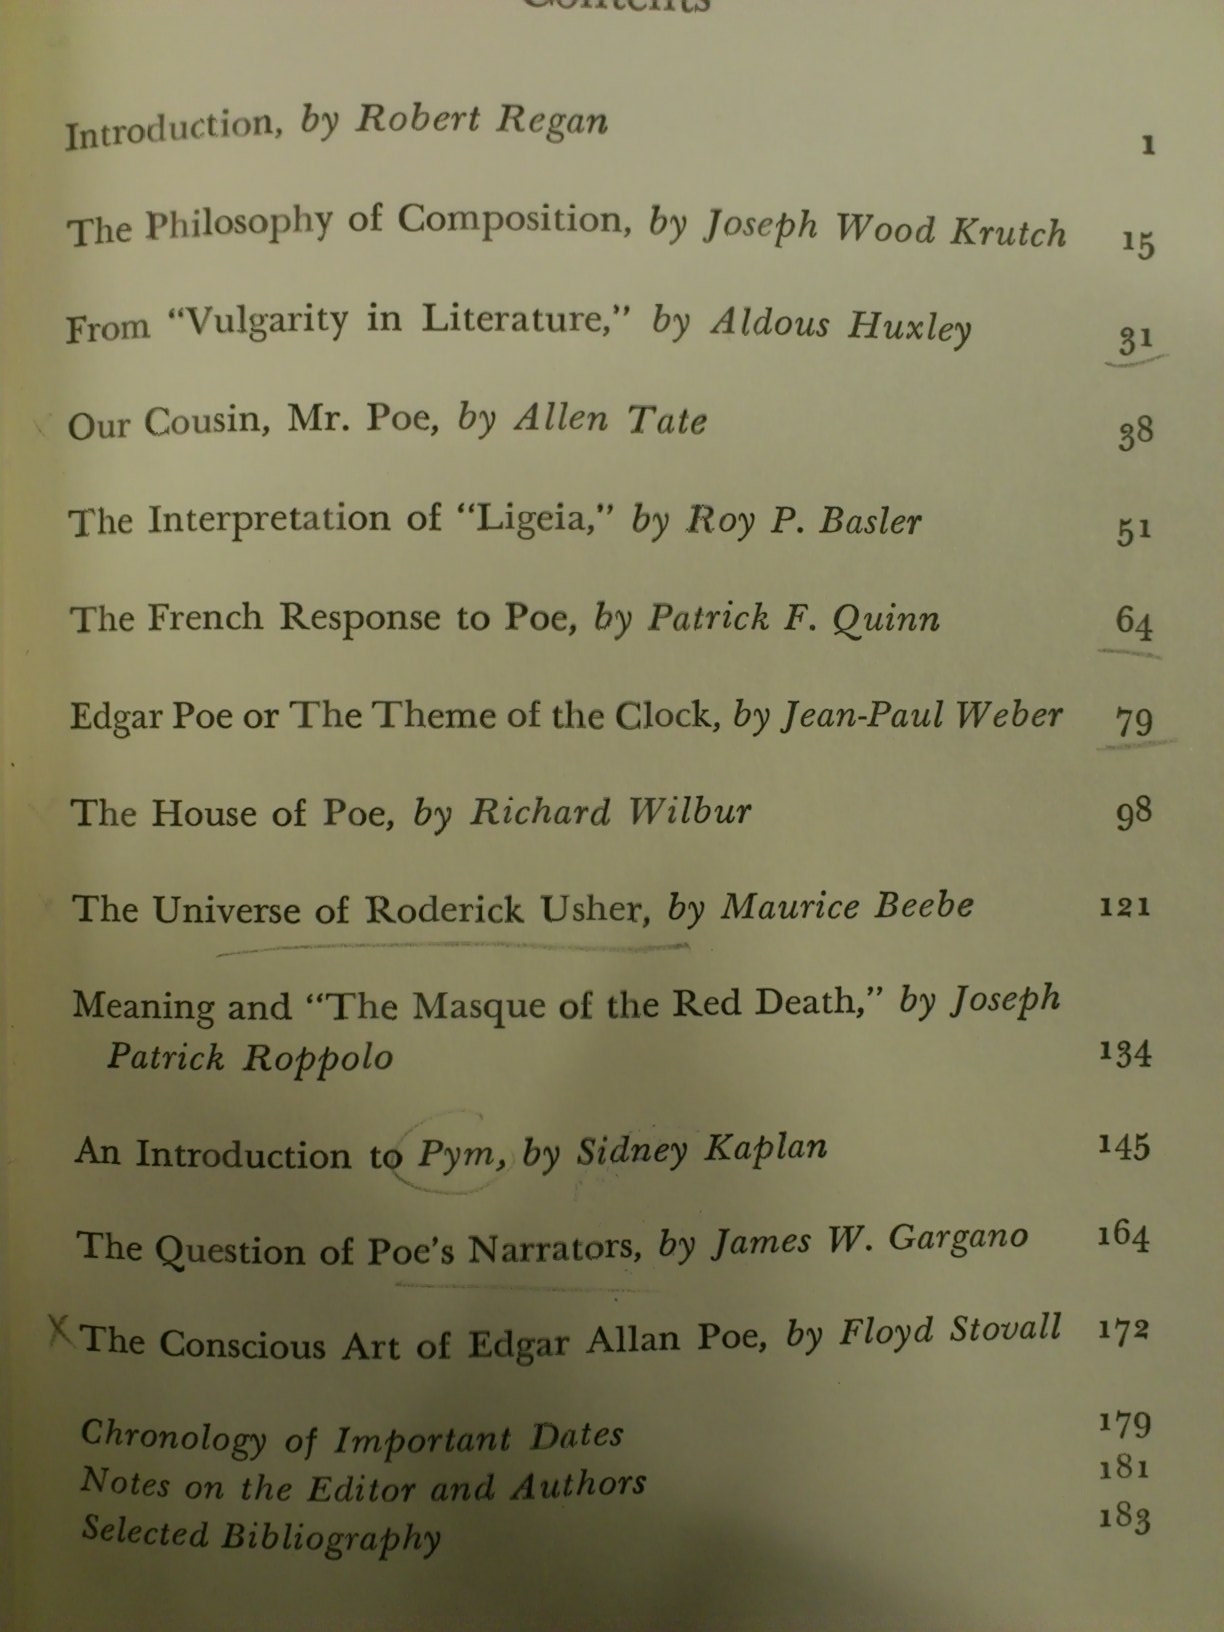 Contents
Introduction, by Robert Regan 1
The Philosophy of Composition, by Joseph Wood Krutch 15
From “Vulgarity in Literature,” by Aldous Huxley 31
Our Cousin, Mr. Poe, by Allen Tate 38
The Interpretation of “Ligeia,” by Roy P. Basler 51
The French Response to Poe, by Patrick F. Quinn 64
Edgar Poe or The Theme of the Clock, by Jean-Paul Weber 79
The House of Poe, by Richard Wilbur 98
The Universe of Roderick Usher, by Maurice Beebe 121
Meaning and “The Masque of the Red Death,” by Joseph
Patrick Roppolo 134
An Introduction to Pym, by Sidney Kaplan 145
The Question of Poe’s Narrators, by James W. Gargano 164
X The Conscious Art of Edgar Allan Poe, by Floyd Stovall 172
Chronology of Important Dates 179
Notes on the Editor and Authors 181
Selected Bibliography 183